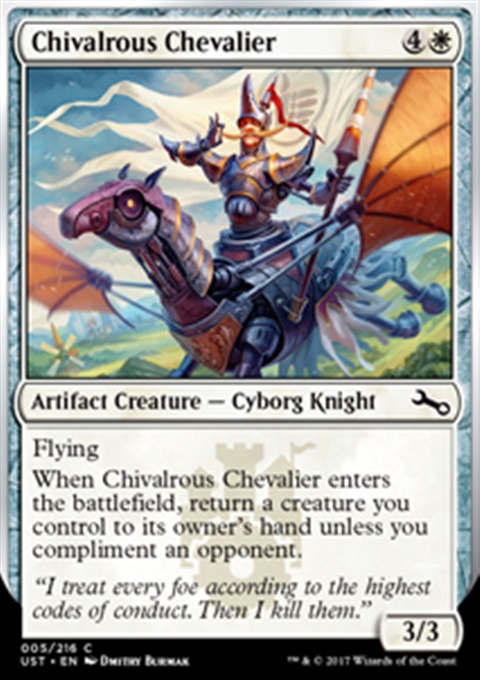 Chivalrous Chevalier 4
Artifact Creature — Cyborg Knight
Flying
When Chivalrous Chevalier enters
the battlefield, return a creature you
control to its owner's hand unless you
compliment an opponent.
“I treat every foe according to the highest
codes of conduct. Then I kill them.”
3/3
005/216 C
UST • EN Dmitry Burmak
™ & © 2017 Wizards of the Coast